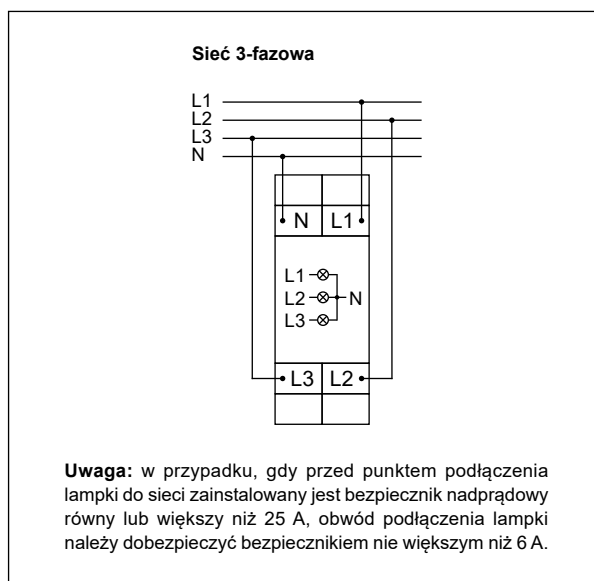 Sieć 3-fazowa
L1
L2
L3
N
N L1
L1
L2 N
L3
L3 L2
Uwaga: w przypadku, gdy przed punktem podłączenia
lampki do sieci zainstalowany jest bezpiecznik nadprądowy
równy lub większy niż 25 A, obwód podłączenia lampki
należy dobezpieczyć bezpiecznikiem nie większym niż 6 A.